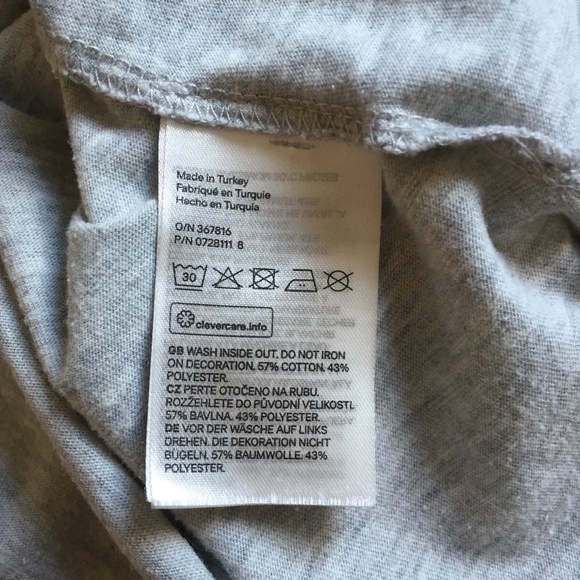 Made in Turkey
Fabriqué en Turquie
Hecho en Turquía
O/N 367816
P/N 0728111 8
30
clevercare.info
GB WASH INSIDE OUT. DO NOT IRON
ON DECORATION. 57% COTTON. 43%
POLYESTER.
CZ PERTE OTOČENO NA RUBU.
ROZŽEHLETE DO PŮVODNÍ VELIKOSTI.
57% BAVLNA. 43% POLYESTER.
DE VOR DER WÄSCHE AUF LINKS
DREHEN. DIE DEKORATION NICHT
BÜGELN. 57% BAUMWOLLE. 43%
POLYESTER.